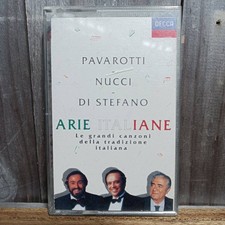 DECCA
PAVAROTTI
NUCCI
DI STEFANO
ARIE ITALIANE
Le grandi canzoni
della tradizione
italiana